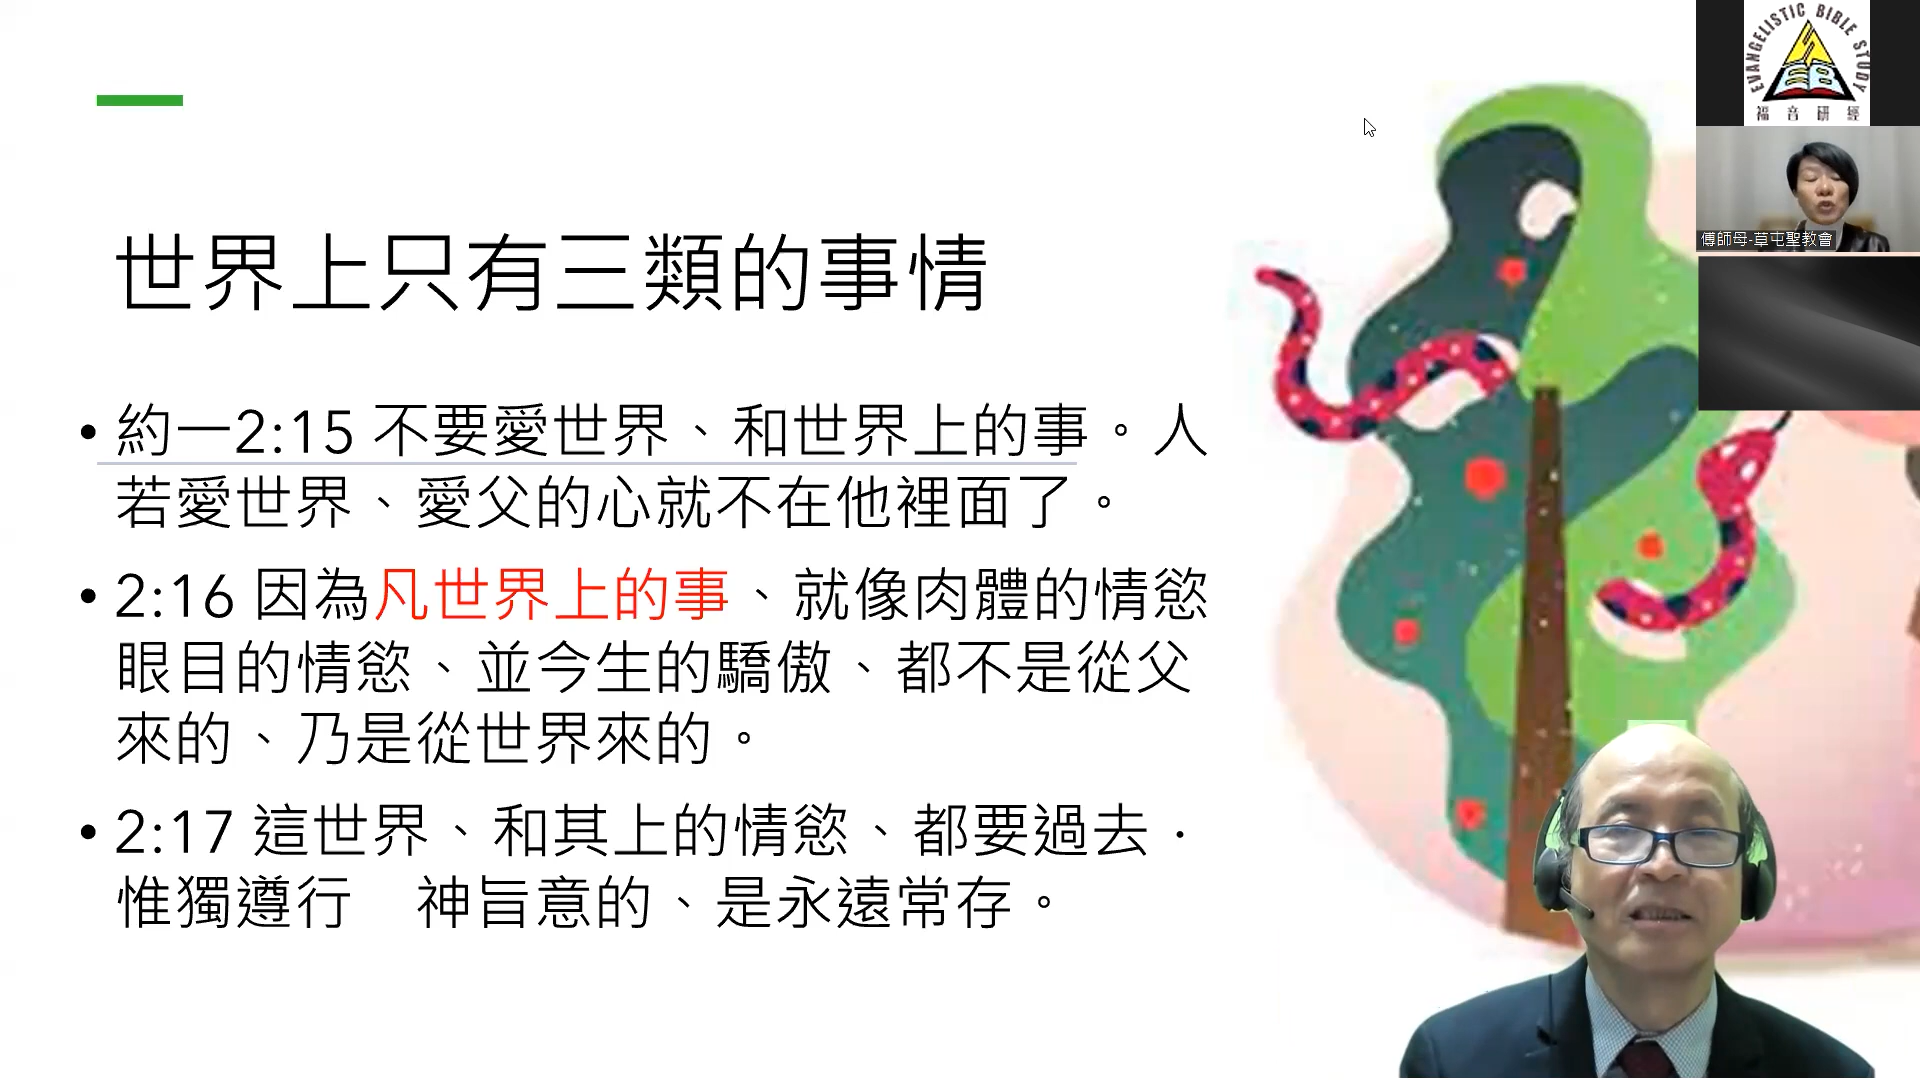 世界上只有三類的事情
• 約一2:15 不要愛世界、和世界上的事。人
若愛世界、愛父的心就不在他裡面了。
• 2:16 因為凡世界上的事、就像肉體的情慾
眼目的情慾、並今生的驕傲、都不是從父
來的、乃是從世界來的。
• 2:17 這世界、和其上的情慾、都要過去．
惟獨遵行　神旨意的、是永遠常存。
EVANGELISTIC BIBLE STUDY
EB
福音研經
傅師母-草屯聖教會